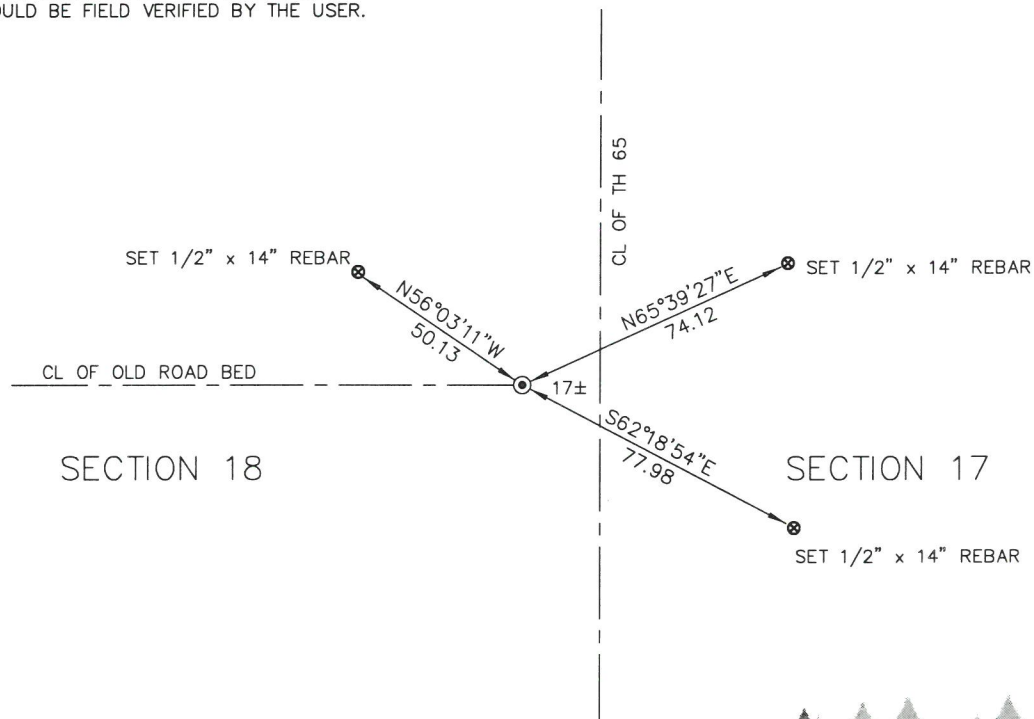 BE FIELD VERIFIED BY THE USER.
CL OF TH 65
SET 1/2" x 14" REBAR
N56°03'11"W
50.13
N65°39'27"E
74.12
SET 1/2" x 14" REBAR
CL OF OLD ROAD BED
17±
S62°18'54"E
77.98
SECTION 18
SECTION 17
SET 1/2" x 14" REBAR